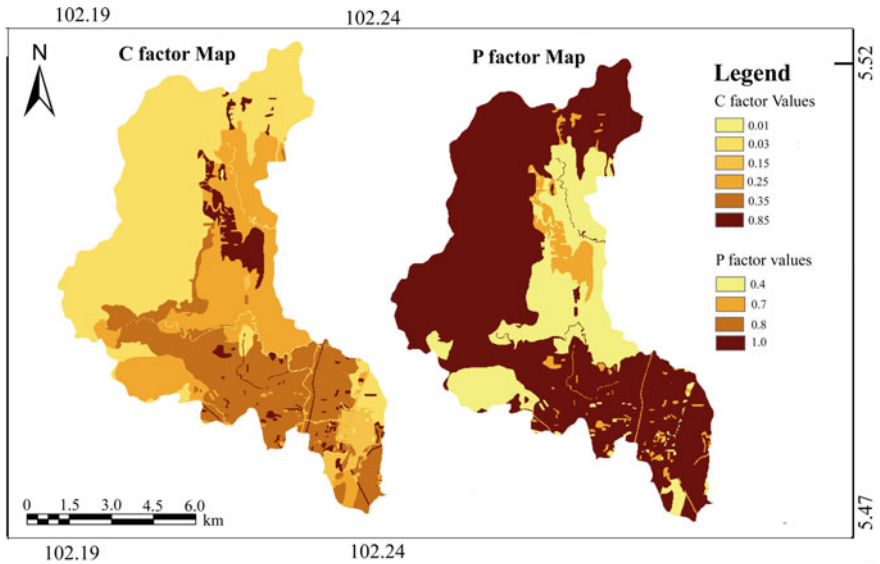 102.19
102.24
N
C factor Map
P factor Map
5.52
Legend
C factor Values
0.01
0.03
0.15
0.25
0.35
0.85
P factor values
0.4
0.7
0.8
1.0
0 1.5 3.0 4.5 6.0
km
5.47
102.19
102.24